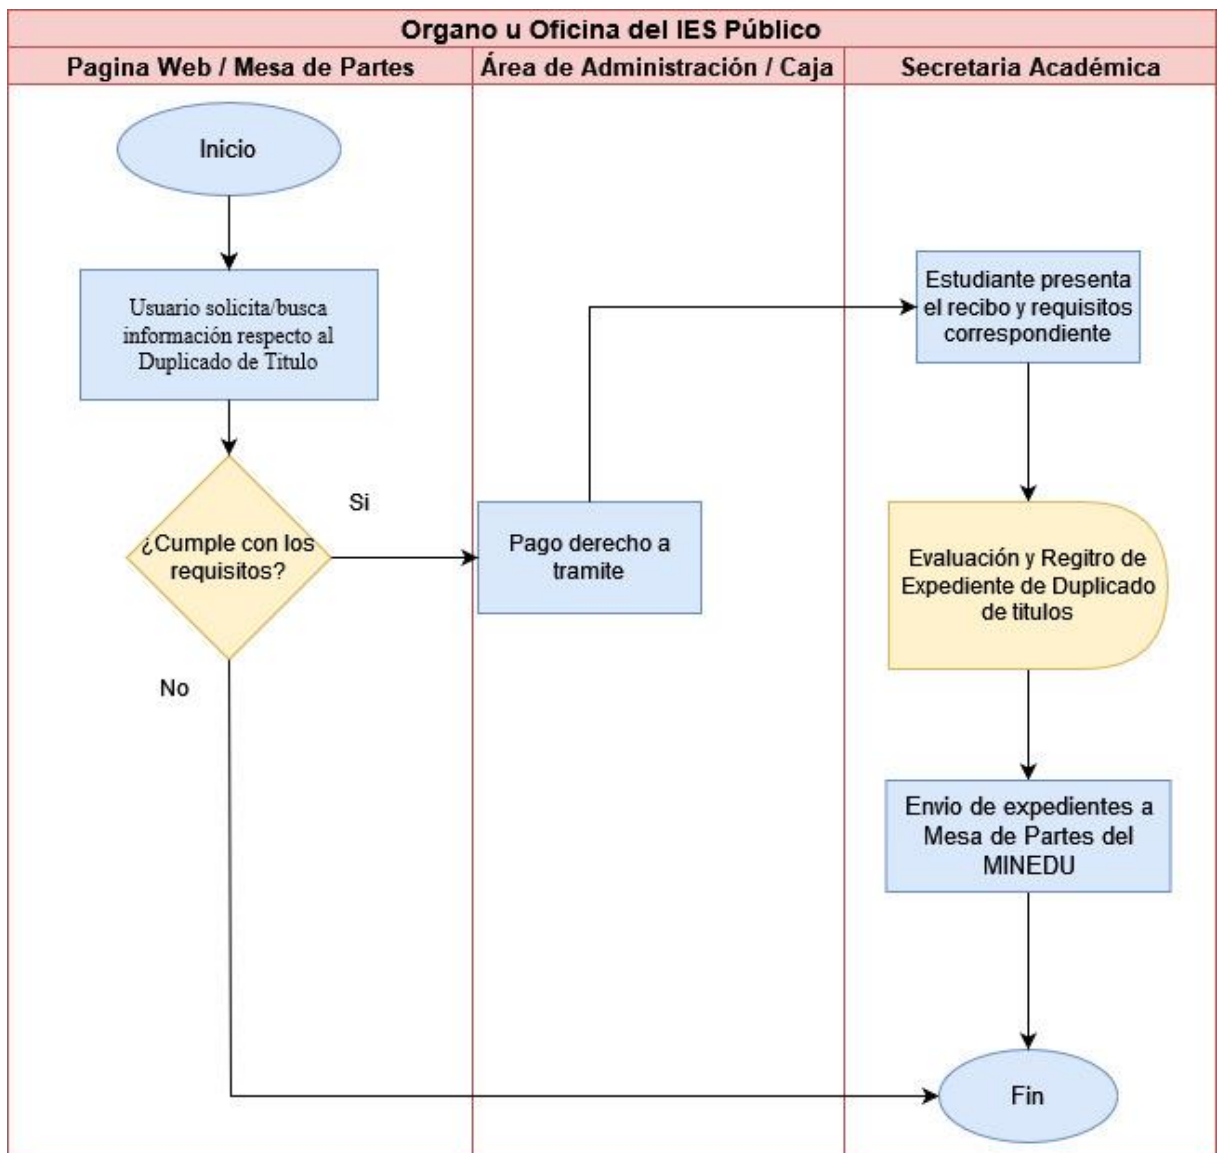 Organo u Oficina del IES Público
Pagina Web / Mesa de Partes
Área de Administración / Caja
Secretaria Académica
Inicio
Usuario solicita/busca
información respecto al
Duplicado de Titulo
¿Cumple con los
requisitos?
Si
No
Pago derecho a
tramite
Estudiante presenta
el recibo y requisitos
correspondiente
Evaluación y Regitro de
Expediente de Duplicado
de titulos
Envio de expedientes a
Mesa de Partes del
MINEDU
Fin